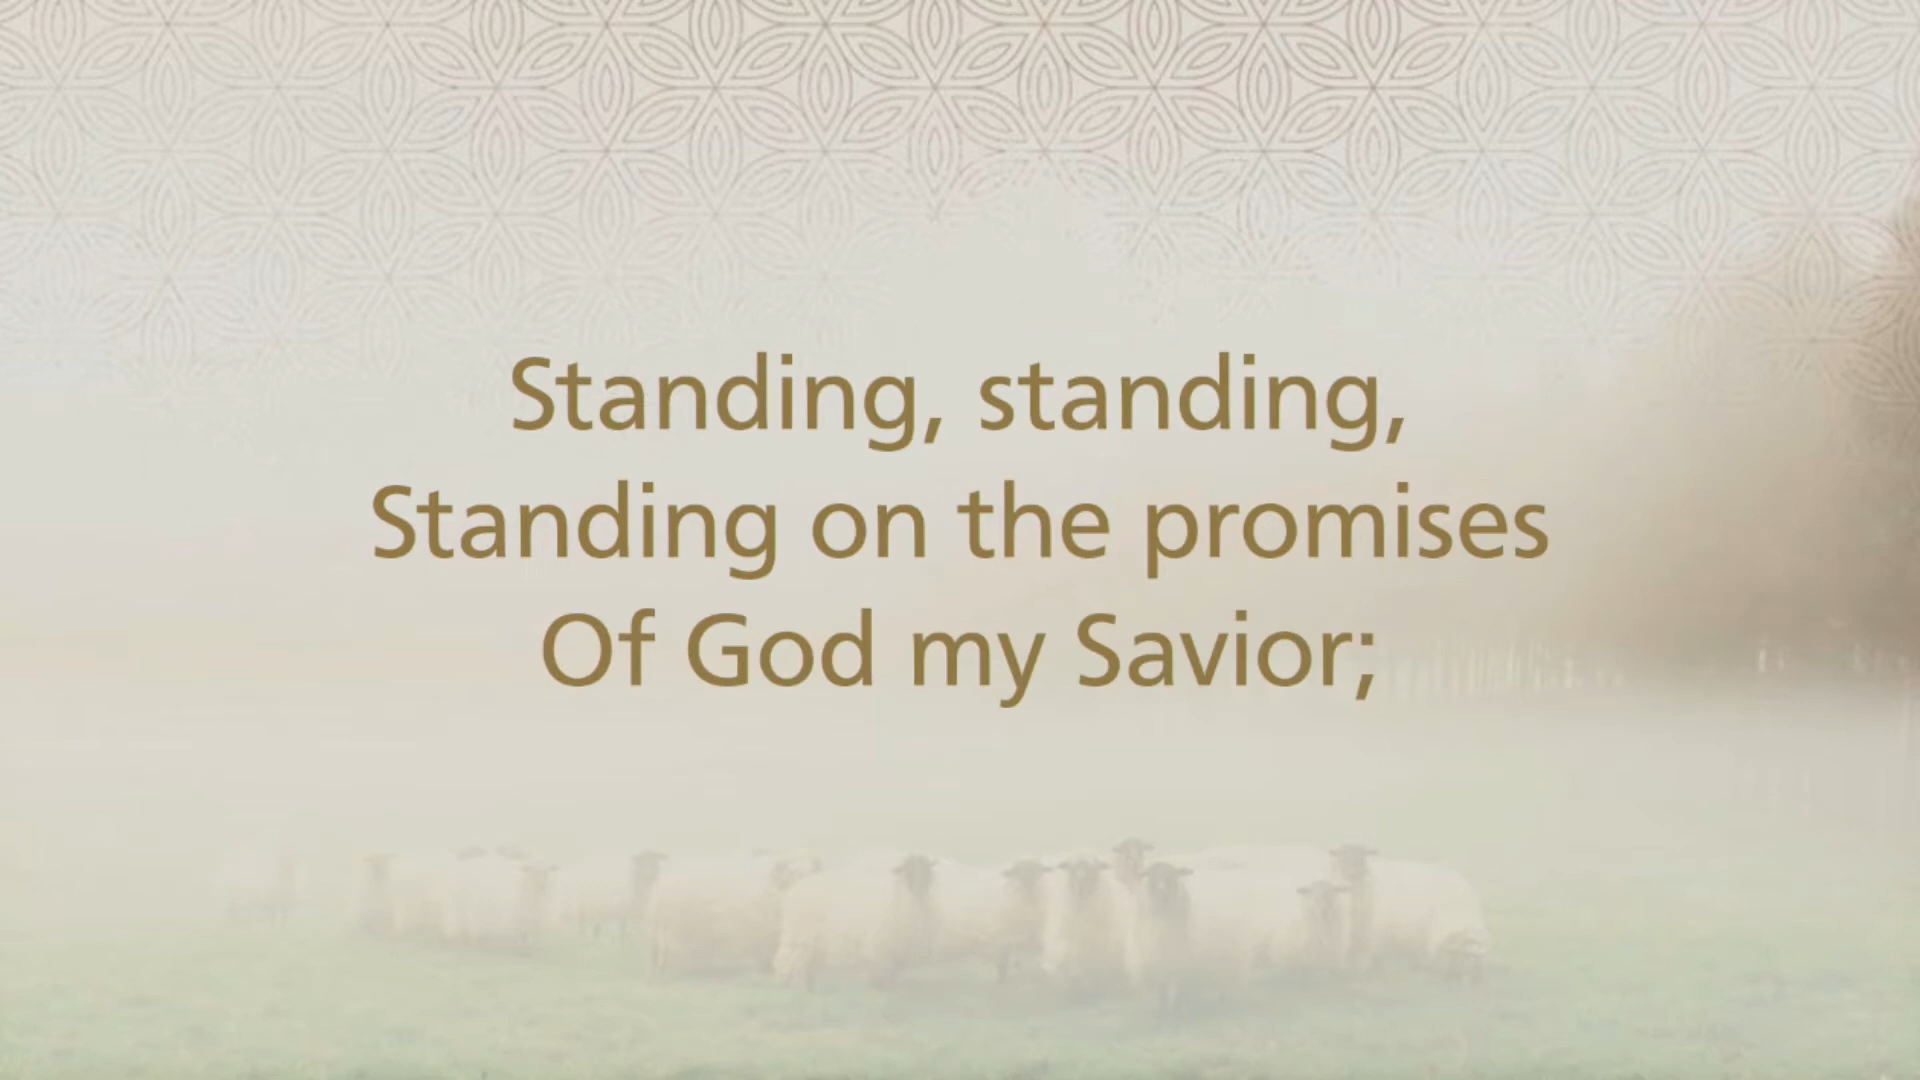 Standing, standing,
Standing on the promises
Of God my Savior;